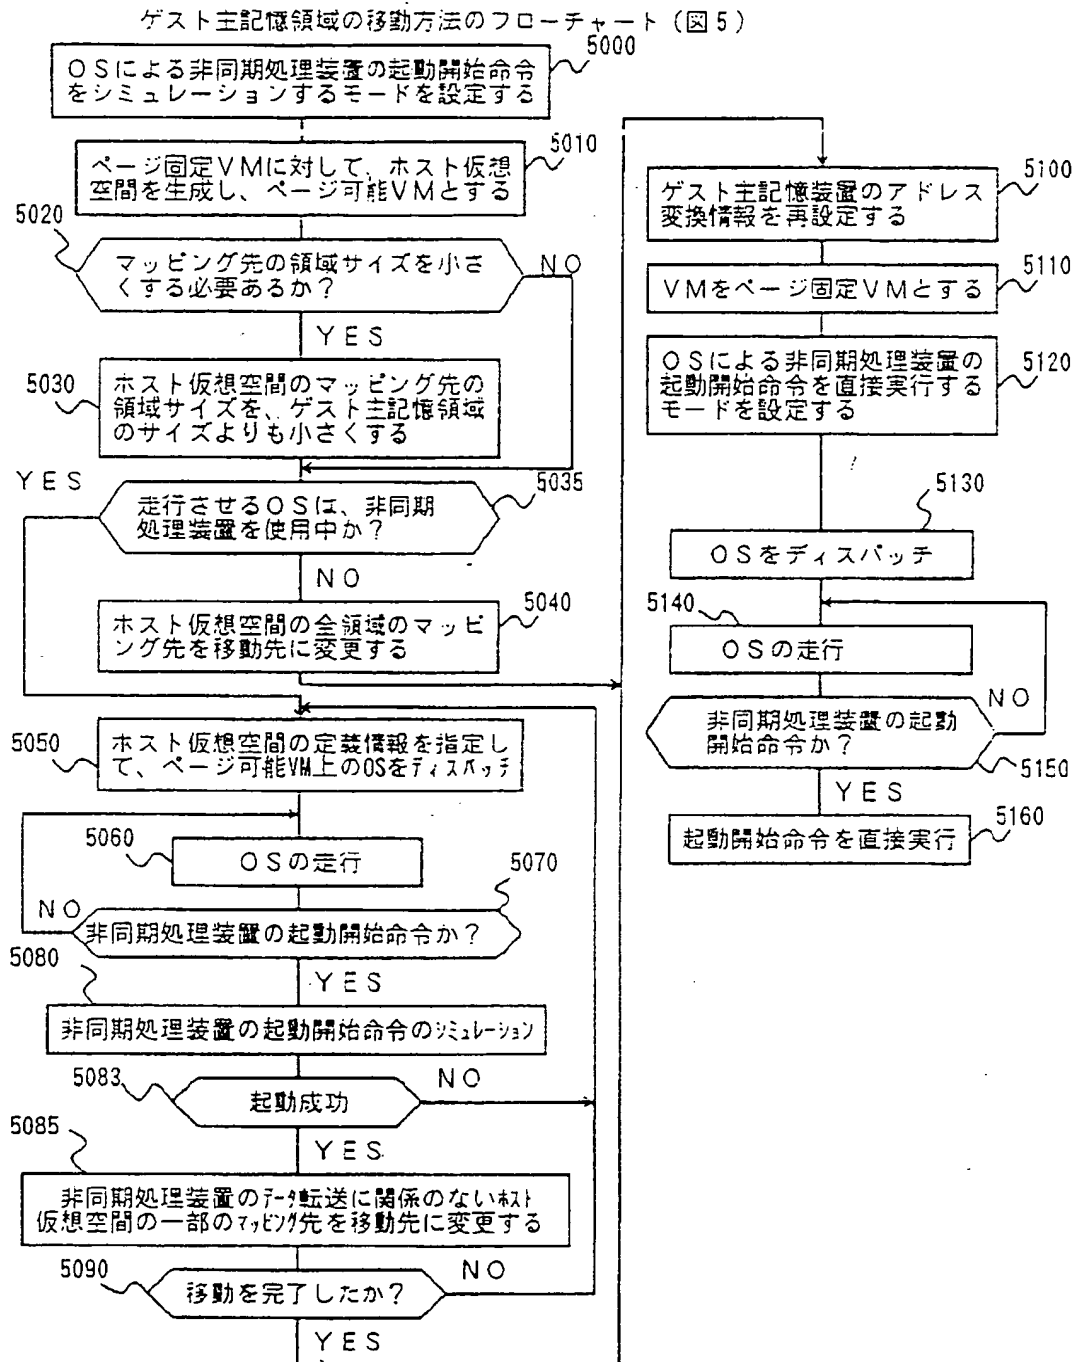 ゲスト主記憶領域の移動方法のフローチャート（図５）
5000
ＯＳによる非同期処理装置の起動開始命令
をシミュレーションするモードを設定する
5010
ページ固定ＶＭに対して、ホスト仮想
空間を生成し、ページ可能ＶＭとする
5020
マッピング先の領域サイズを小さ
くする必要あるか？
ＮＯ
ＹＥＳ
5030
ホスト仮想空間のマッピング先の
領域サイズを、ゲスト主記憶領域
のサイズよりも小さくする
ＹＥＳ
5035
走行させるＯＳは、非同期
処理装置を使用中か？
ＮＯ
5040
ホスト仮想空間の全領域のマッピ
ング先を移動先に変更する
5050
ホスト仮想空間の定義情報を指定し
て、ページ可能VM上のOSをディスパッチ
5060
ＯＳの走行
5070
ＮＯ
非同期処理装置の起動開始命令か？
5080
ＹＥＳ
非同期処理装置の起動開始命令のシミュレーション
5083
ＮＯ
起動成功
5085
ＹＥＳ
非同期処理装置のデータ転送に関係のないホスト
仮想空間の一部のマッピング先を移動先に変更する
5090
ＮＯ
移動を完了したか？
ＹＥＳ
5100
ゲスト主記憶装置のアドレス
変換情報を再設定する
5110
ＶＭをページ固定ＶＭとする
5120
ＯＳによる非同期処理装置の
起動開始命令を直接実行する
モードを設定する
5130
ＯＳをディスパッチ
5140
ＯＳの走行
ＮＯ
非同期処理装置の起動
開始命令か？
5150
ＹＥＳ
5160
起動開始命令を直接実行